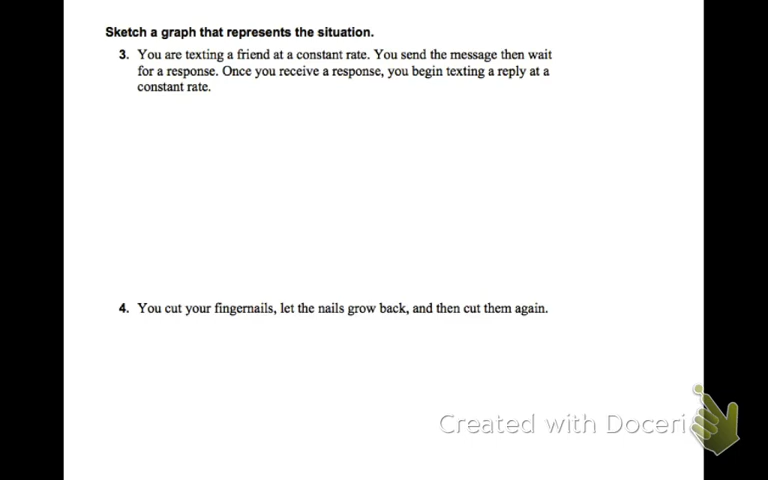 Sketch a graph that represents the situation.
3. You are texting a friend at a constant rate. You send the message then wait
for a response. Once you receive a response, you begin texting a reply at a
constant rate.
4. You cut your fingernails, let the nails grow back, and then cut them again.
Created with Doceri